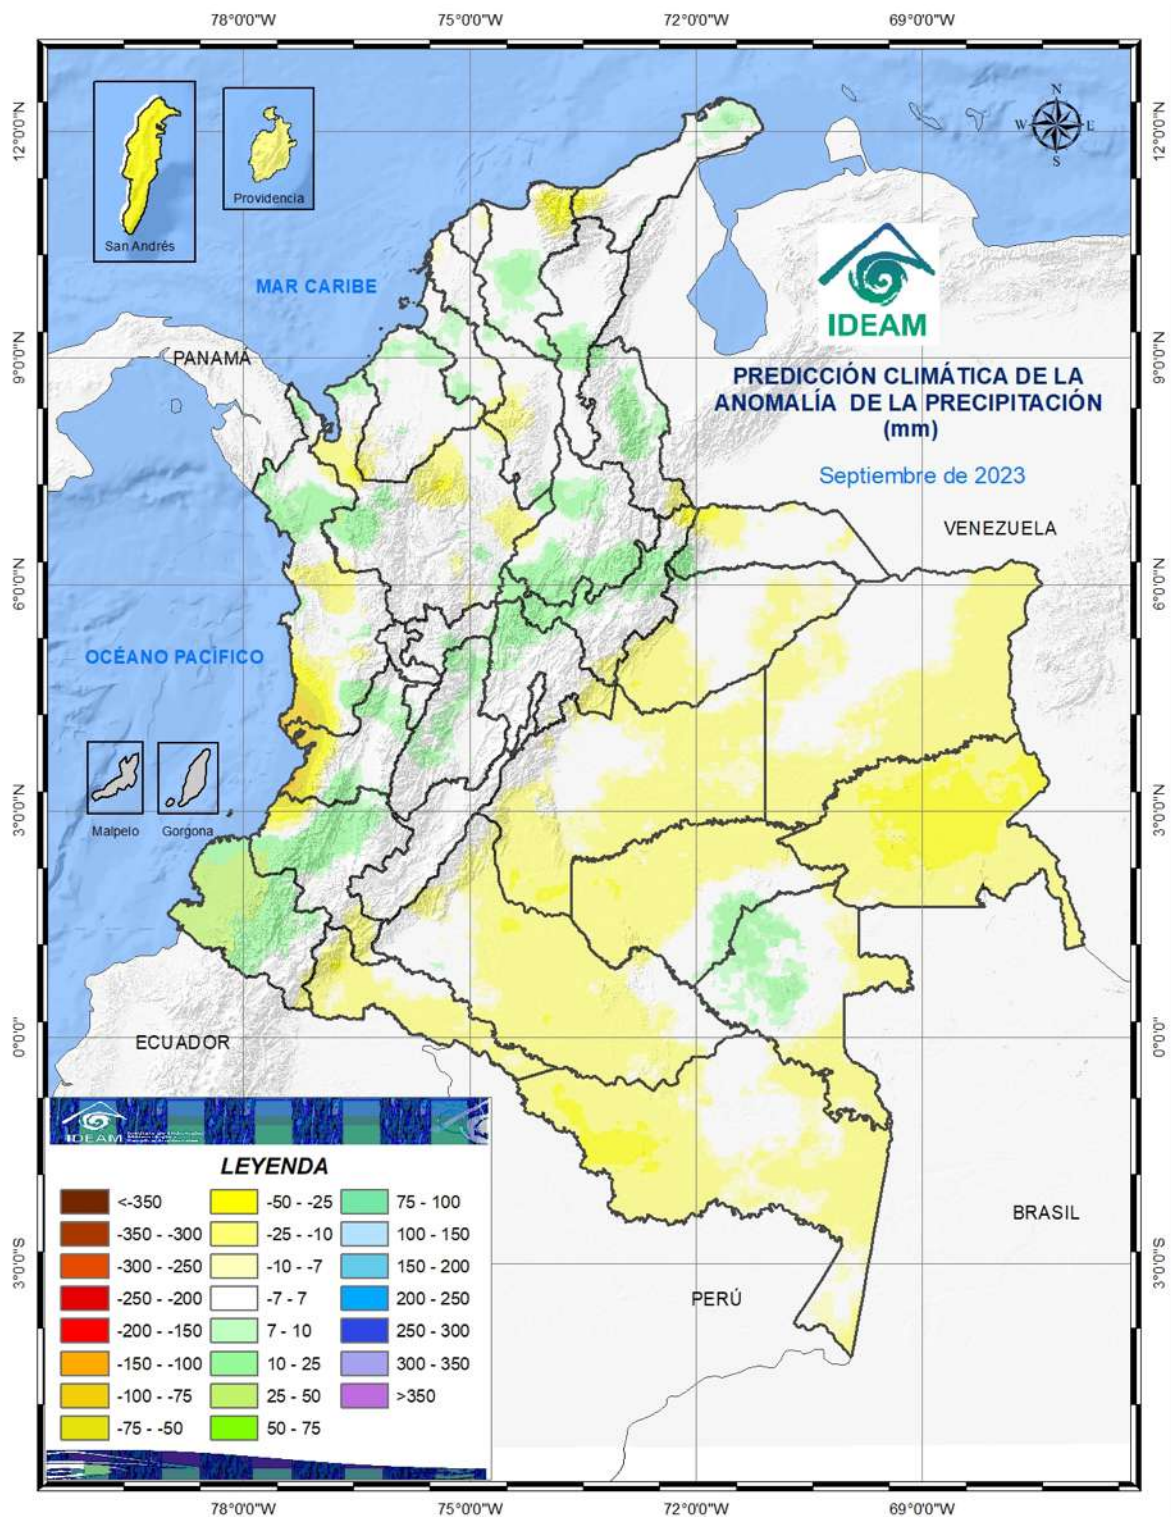 78°0'0"W 75°0'0"W 72°0'0"W 69°0'0"W
12°0'0"N 12°0'0"N
N
W E
S
San Andrés
Providencia
MAR CARIBE
IDEAM
9°0'0"N 9°0'0"N
PANAMÁ
PREDICCIÓN CLIMÁTICA DE LA
ANOMALÍA DE LA PRECIPITACIÓN
(mm)
Septiembre de 2023
VENEZUELA
6°0'0"N 6°0'0"N
OCÉANO PACÍFICO
3°0'0"N 3°0'0"N
Malpelo Gorgona
0°0'0" 0°0'0"
ECUADOR
IDEAM
LEYENDA
<-350 -50 - -25 75 - 100
-350 - -300 -25 - -10 100 - 150
-300 - -250 -10 - -7 150 - 200
-250 - -200 -7 - 7 200 - 250
-200 - -150 7 - 10 250 - 300
-150 - -100 10 - 25 300 - 350
-100 - -75 25 - 50 >350
-75 - -50 50 - 75
BRASIL
3°0'0"S 3°0'0"S
PERÚ
78°0'0"W 75°0'0"W 72°0'0"W 69°0'0"W